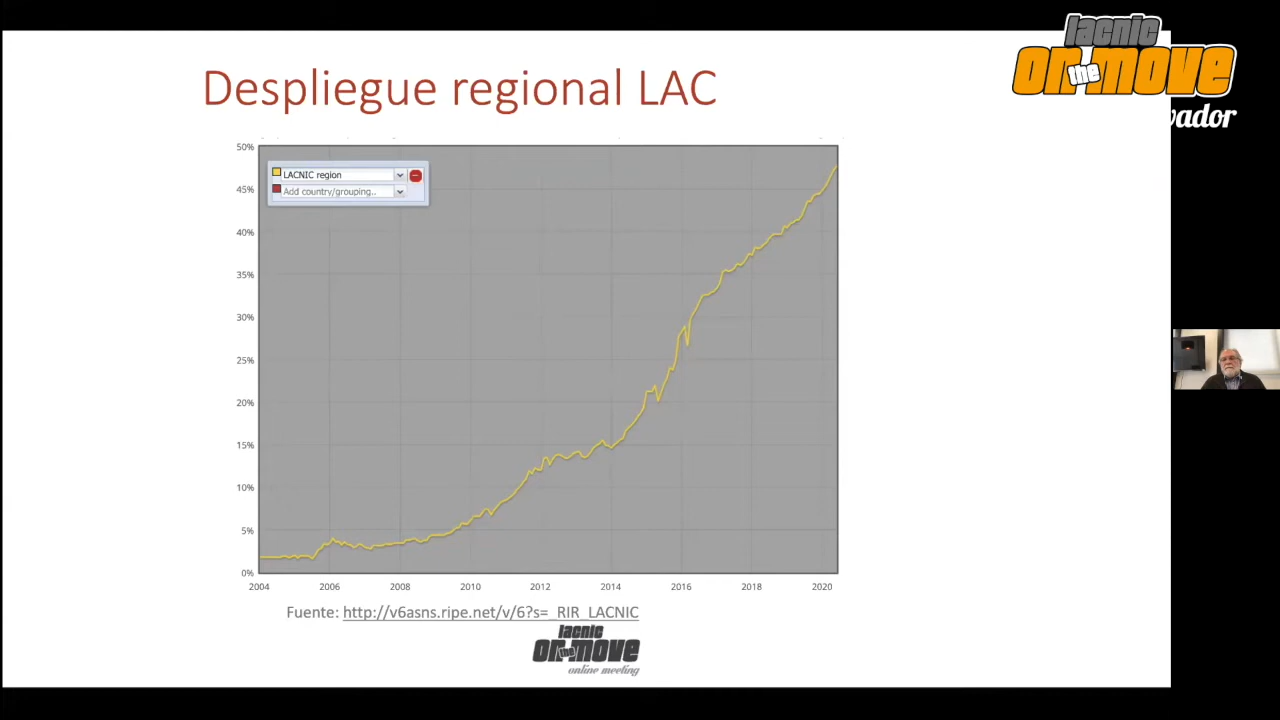 Despliegue regional LAC
lacnic
on the move
vador
50%
LACNIC region
Add country/grouping..
45%
40%
35%
30%
25%
20%
15%
10%
5%
0%
2004 2006 2008 2010 2012 2014 2016 2018 2020
Fuente: http://v6asns.ripe.net/v/6?s=_RIR_LACNIC
lacnic
on the move
online meeting